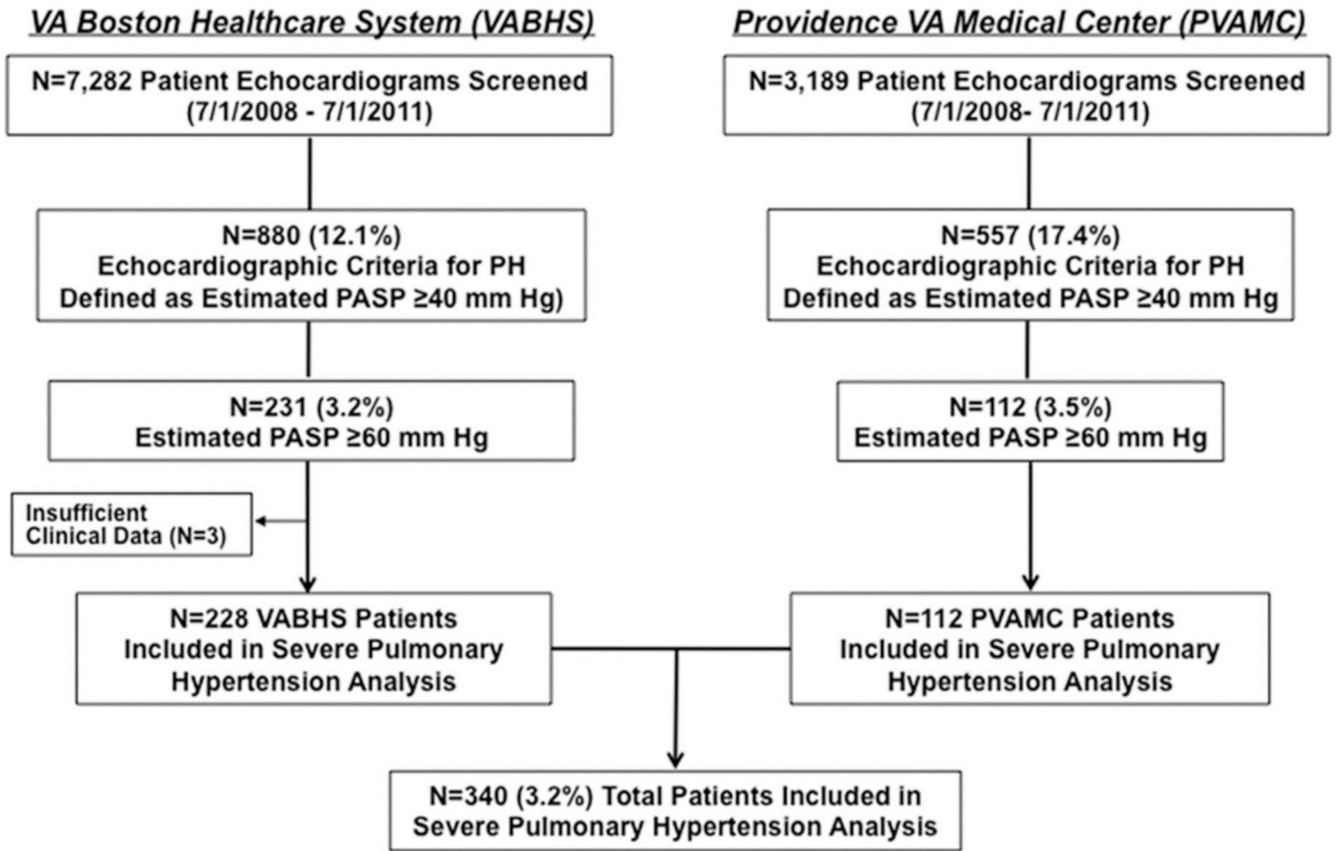 VA Boston Healthcare System (VABHS)
N=7,282 Patient Echocardiograms Screened
(7/1/2008 - 7/1/2011)
N=880 (12.1%)
Echocardiographic Criteria for PH
Defined as Estimated PASP ≥40 mm Hg)
N=231 (3.2%)
Estimated PASP ≥60 mm Hg
Insufficient
Clinical Data (N=3)
N=228 VABHS Patients
Included in Severe Pulmonary
Hypertension Analysis
Providence VA Medical Center (PVAMC)
N=3,189 Patient Echocardiograms Screened
(7/1/2008- 7/1/2011)
N=557 (17.4%)
Echocardiographic Criteria for PH
Defined as Estimated PASP ≥40 mm Hg
N=112 (3.5%)
Estimated PASP ≥60 mm Hg
N=112 PVAMC Patients
Included in Severe Pulmonary
Hypertension Analysis
N=340 (3.2%) Total Patients Included in
Severe Pulmonary Hypertension Analysis